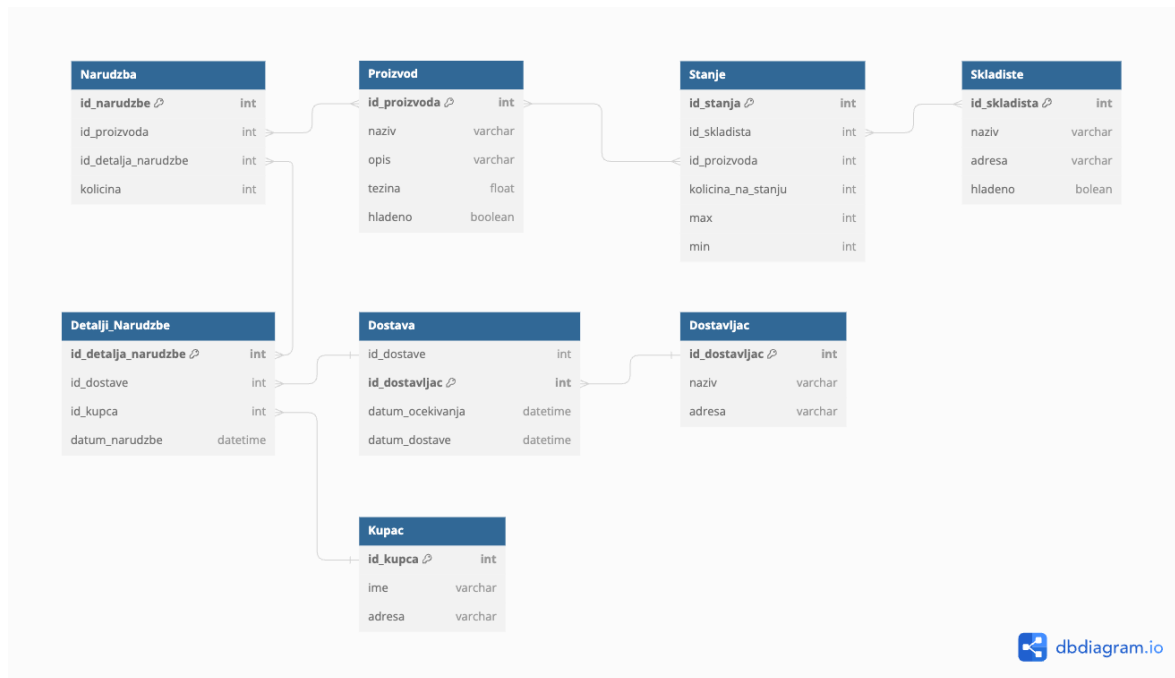 Narudzba
id_narudzbe int
id_proizvoda int
id_detalja_narudzbe int
kolicina int
Proizvod
id_proizvoda int
naziv varchar
opis varchar
tezina float
hladeno boolean
Stanje
id_stanja int
id_skladista int
id_proizvoda int
kolicina_na_stanju int
max int
min int
Skladiste
id_skladista int
naziv varchar
adresa varchar
hladeno bolean
Detalji_Narudzbe
id_detalja_narudzbe int
id_dostave int
id_kupca int
datum_narudzbe datetime
Dostava
id_dostave int
id_dostavljac int
datum_ocekivanja datetime
datum_dostave datetime
Dostavljac
id_dostavljac int
naziv varchar
adresa varchar
Kupac
id_kupca int
ime varchar
adresa varchar
dbdiagram.io